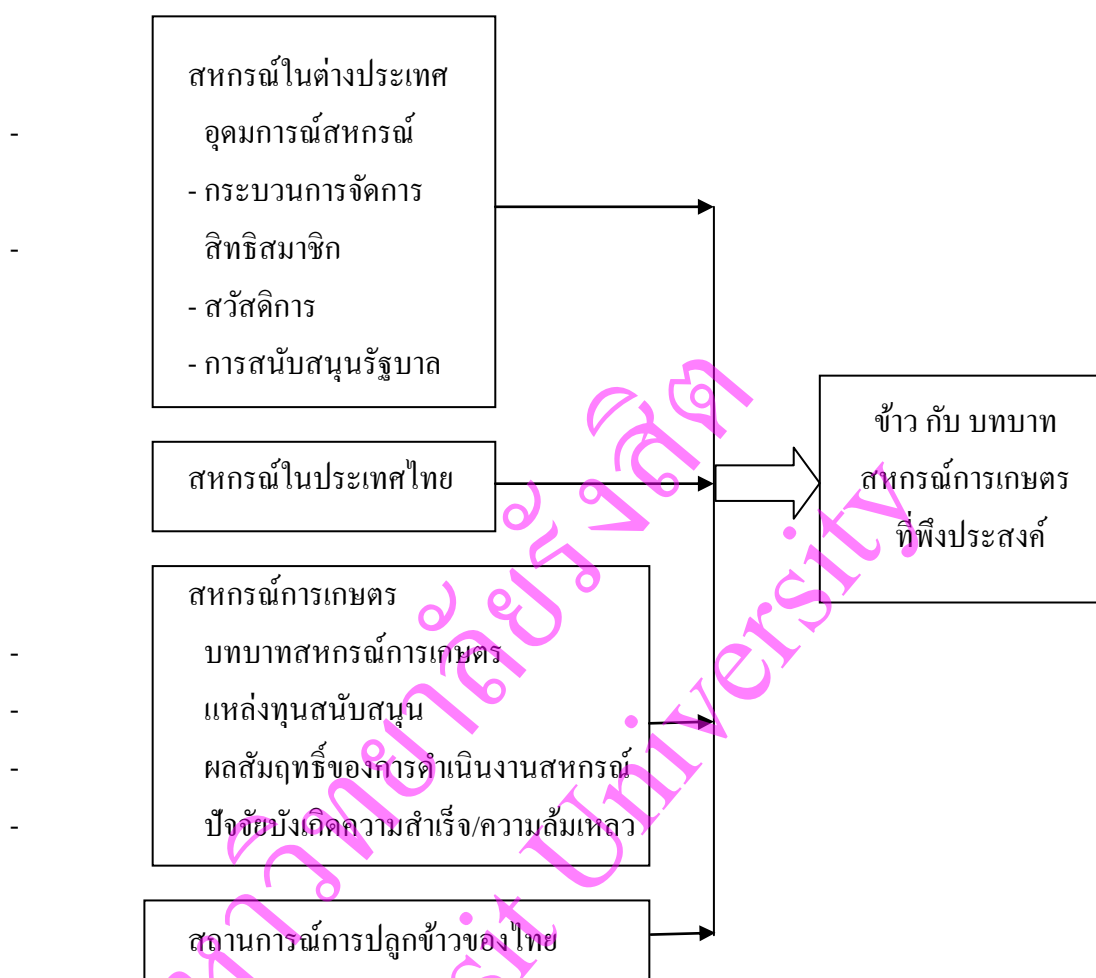 สหกรณ์ในต่างประเทศ
- อุดมการณ์สหกรณ์
- กระบวนการจัดการ
- สิทธิสมาชิก
- สวัสดิการ
- การสนับสนุนรัฐบาล
สหกรณ์ในประเทศไทย
สหกรณ์การเกษตร
- บทบาทสหกรณ์การเกษตร
- แหล่งทุนสนับสนุน
- ผลสัมฤทธิ์ของการดำเนินงานสหกรณ์
- ปัจจัยบังเกิดความสำเร็จ/ความล้มเหลว
สถานการณ์การปลูกข้าวของไทย
ข้าว กับ บทบาท
สหกรณ์การเกษตร
ที่พึงประสงค์
วิทยาลัยรังสิต
University